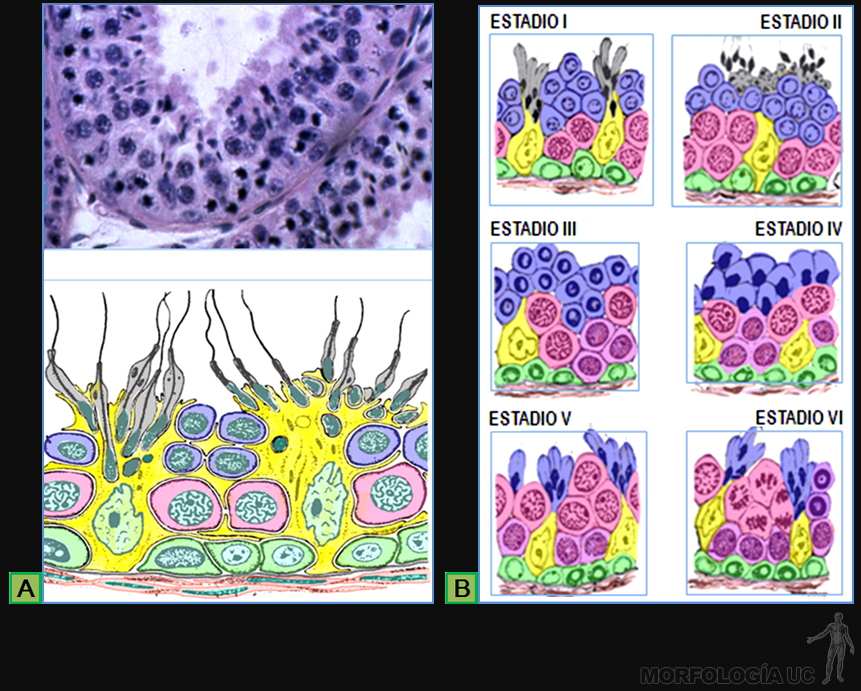 ESTADIO I
ESTADIO II
ESTADIO III
ESTADIO IV
ESTADIO V
ESTADIO VI
A
B
MORFOLOGÍA UC